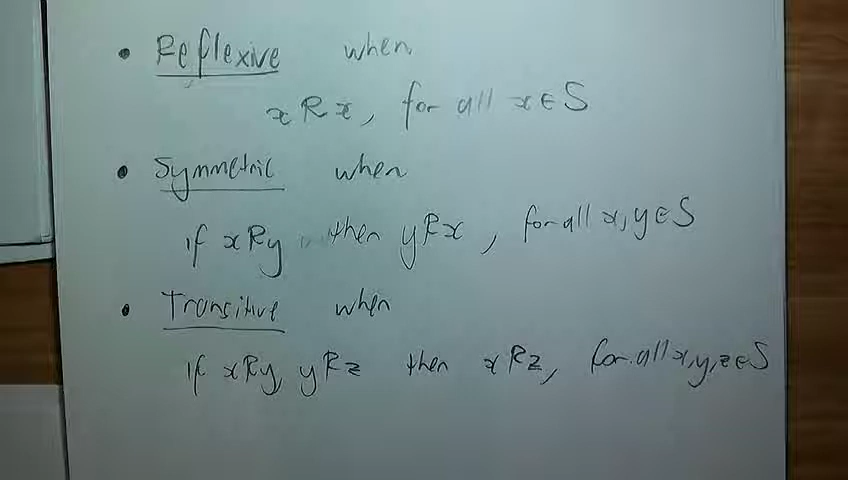 • Reflexive when
xRx, for all x∈S
• Symmetric when
if xRy then yRx, for all x,y∈S
• Transitive when
if xRy, yRz then xRz, for all x,y,z∈S